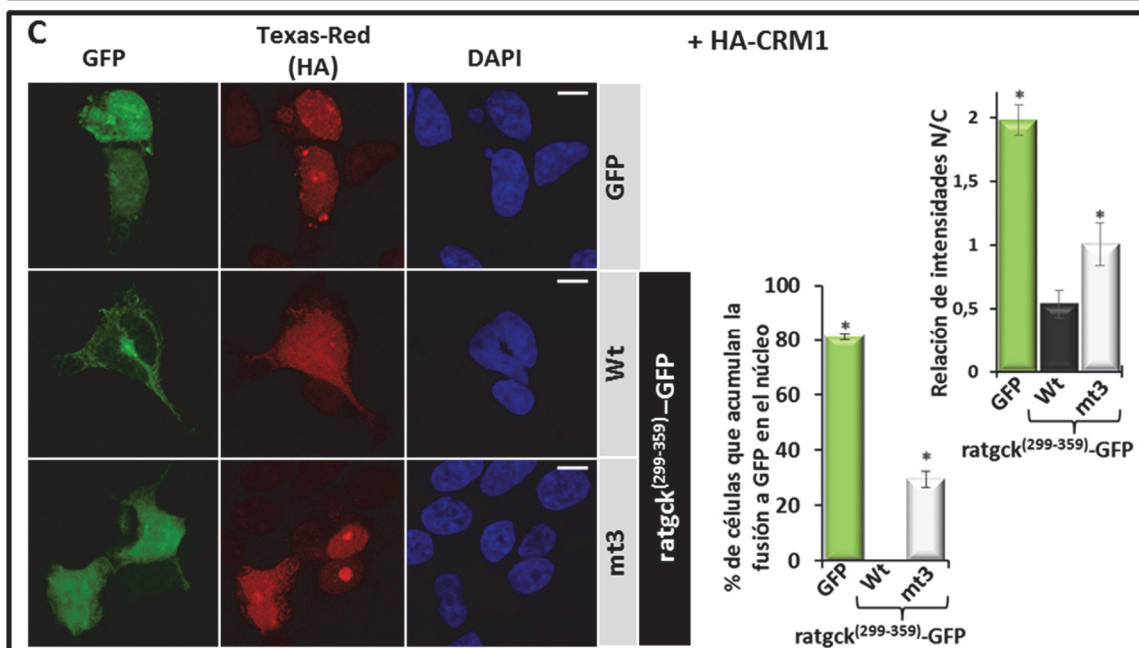 C
GFP
Texas-Red
(HA)
DAPI
+ HA-CRM1
GFP
Wt
mt3
ratgck(299-359)–GFP
% de células que acumulan la
fusión a GFP en el núcleo
100
80
60
40
20
0
*
*
GFP
Wt
mt3
ratgck(299-359)-GFP
Relación de intensidades N/C
2
1,5
1
0,5
0
*
*
GFP
Wt
mt3
ratgck(299-359)-GFP